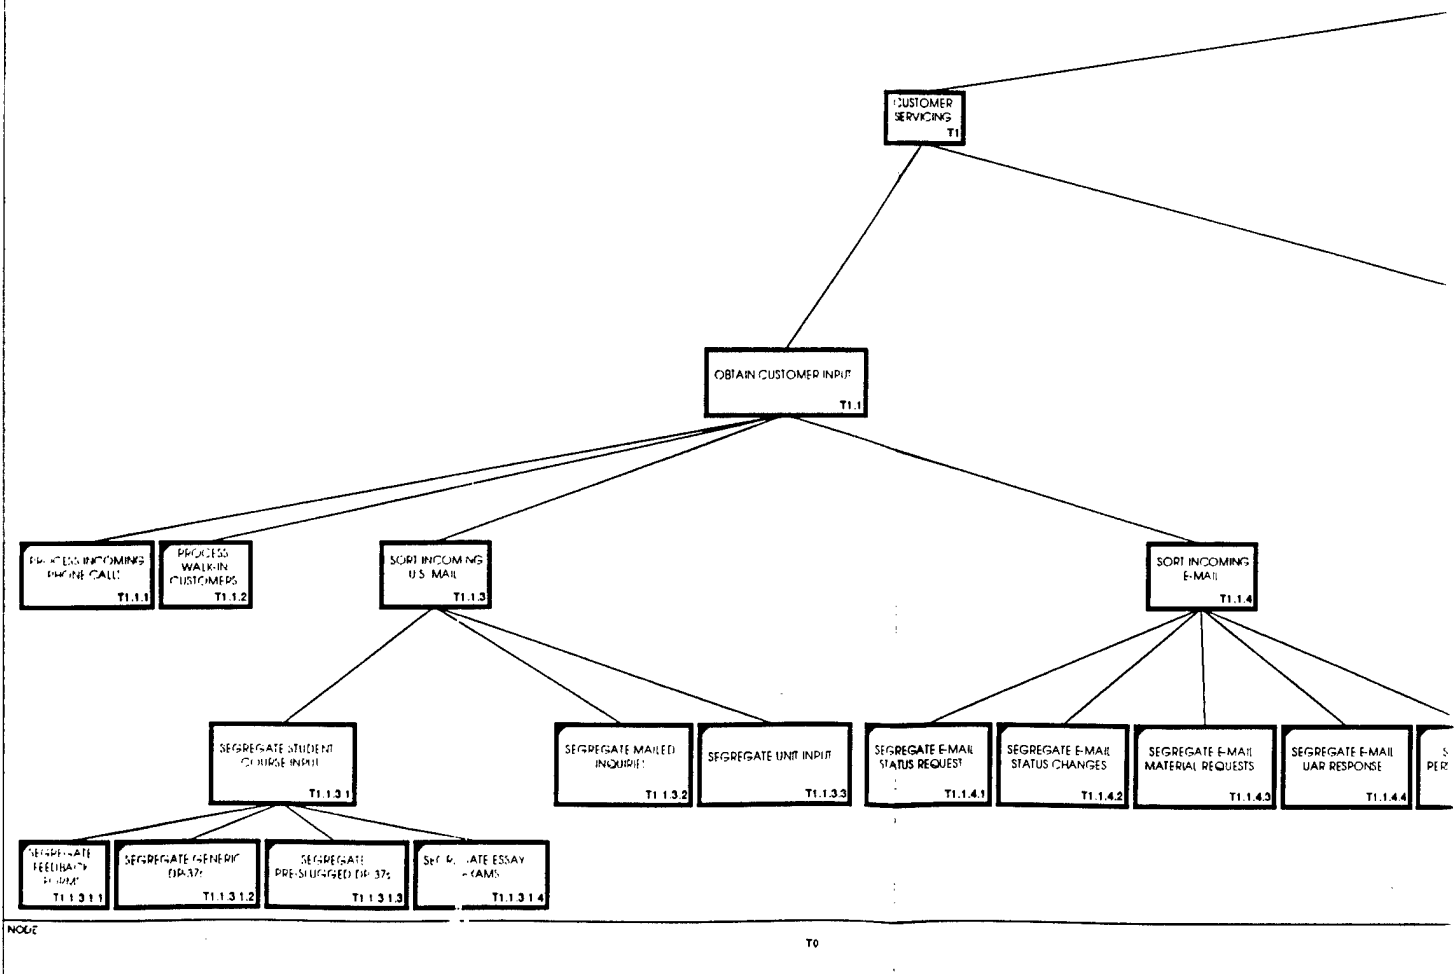 CUSTOMER
SERVICING
T1
OBTAIN CUSTOMER INPUT
T1.1
PROCESS INCOMING
PHONE CALLS
T1.1.1
PROCESS
WALK-IN
CUSTOMERS
T1.1.2
SORT INCOMING
U.S. MAIL
T1.1.3
SORT INCOMING
E-MAIL
T1.1.4
SEGREGATE STUDENT
COURSE INPUT
T1.1.3.1
SEGREGATE MAILED
INQUIRIES
T1.1.3.2
SEGREGATE UNIT INPUT
T1.1.3.3
SEGREGATE E-MAIL
STATUS REQUEST
T1.1.4.1
SEGREGATE E-MAIL
STATUS CHANGES
T1.1.4.2
SEGREGATE E-MAIL
MATERIAL REQUESTS
T1.1.4.3
SEGREGATE E-MAIL
UAR RESPONSE
T1.1.4.4
S
PER
SEGREGATE
FEEDBACK
FORMS
T1.1.3.1.1
SEGREGATE GENERIC
DP-37s
T1.1.3.1.2
SEGREGATE
PRE-SLUGGED DP-37s
T1.1.3.1.3
SEGREGATE ESSAY
EXAMS
T1.1.3.1.4
NODE
T0